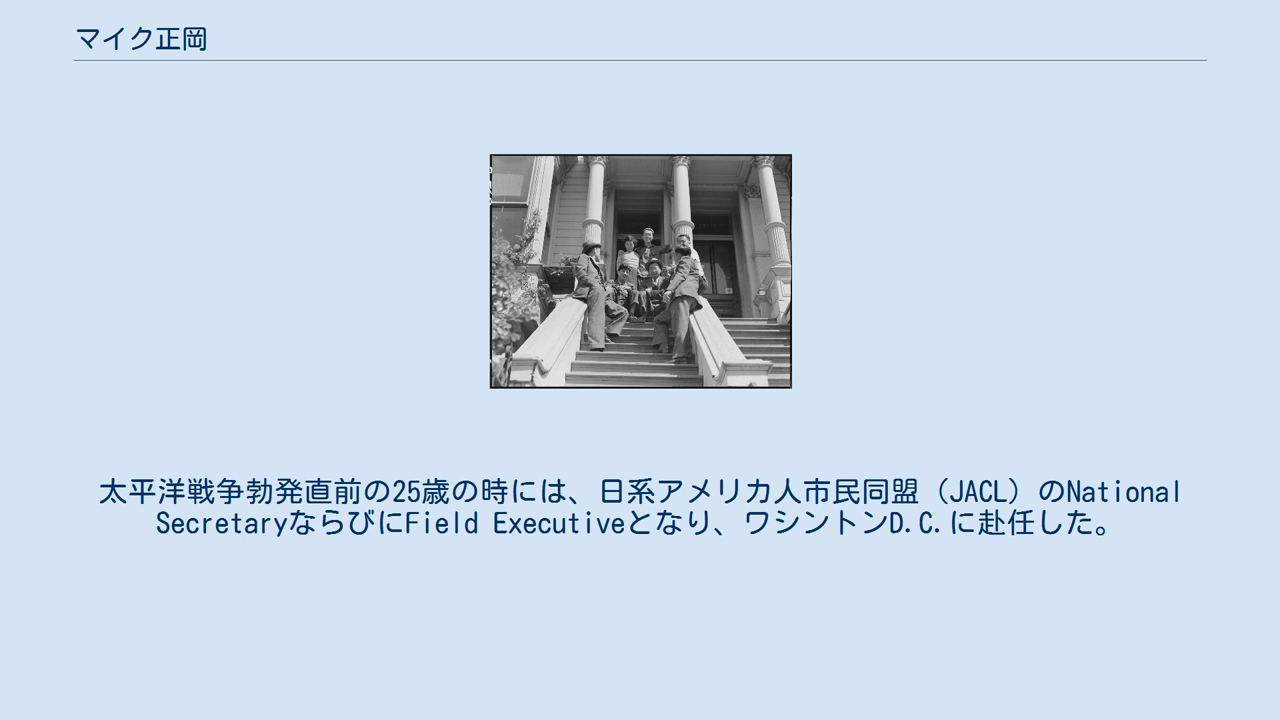 マイク正岡
太平洋戦争勃発直前の25歳の時には、日系アメリカ人市民同盟（JACL）のNational
SecretaryならびにField Executiveとなり、ワシントンD.C.に赴任した。